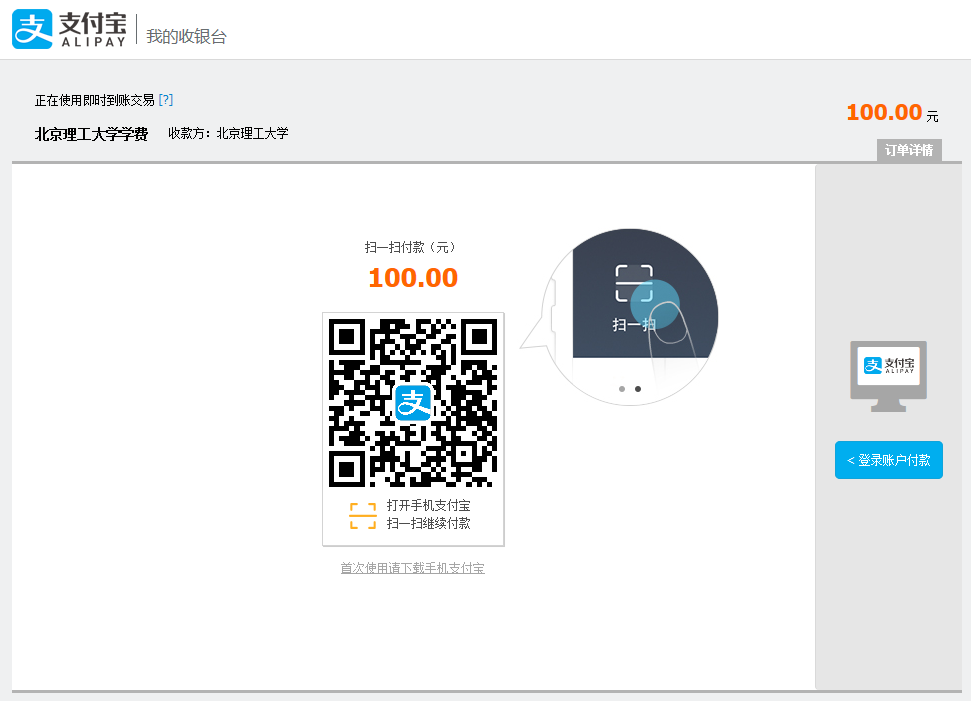 支付宝
ALIPAY
我的收银台
正在使用即时到账交易 [?]
北京理工大学学费 收款方：北京理工大学
100.00 元
订单详情
扫一扫付款（元）
100.00
支
打开手机支付宝
扫一扫继续付款
首次使用请下载手机支付宝
扫一扫
支付宝
ALIPAY
< 登录账户付款